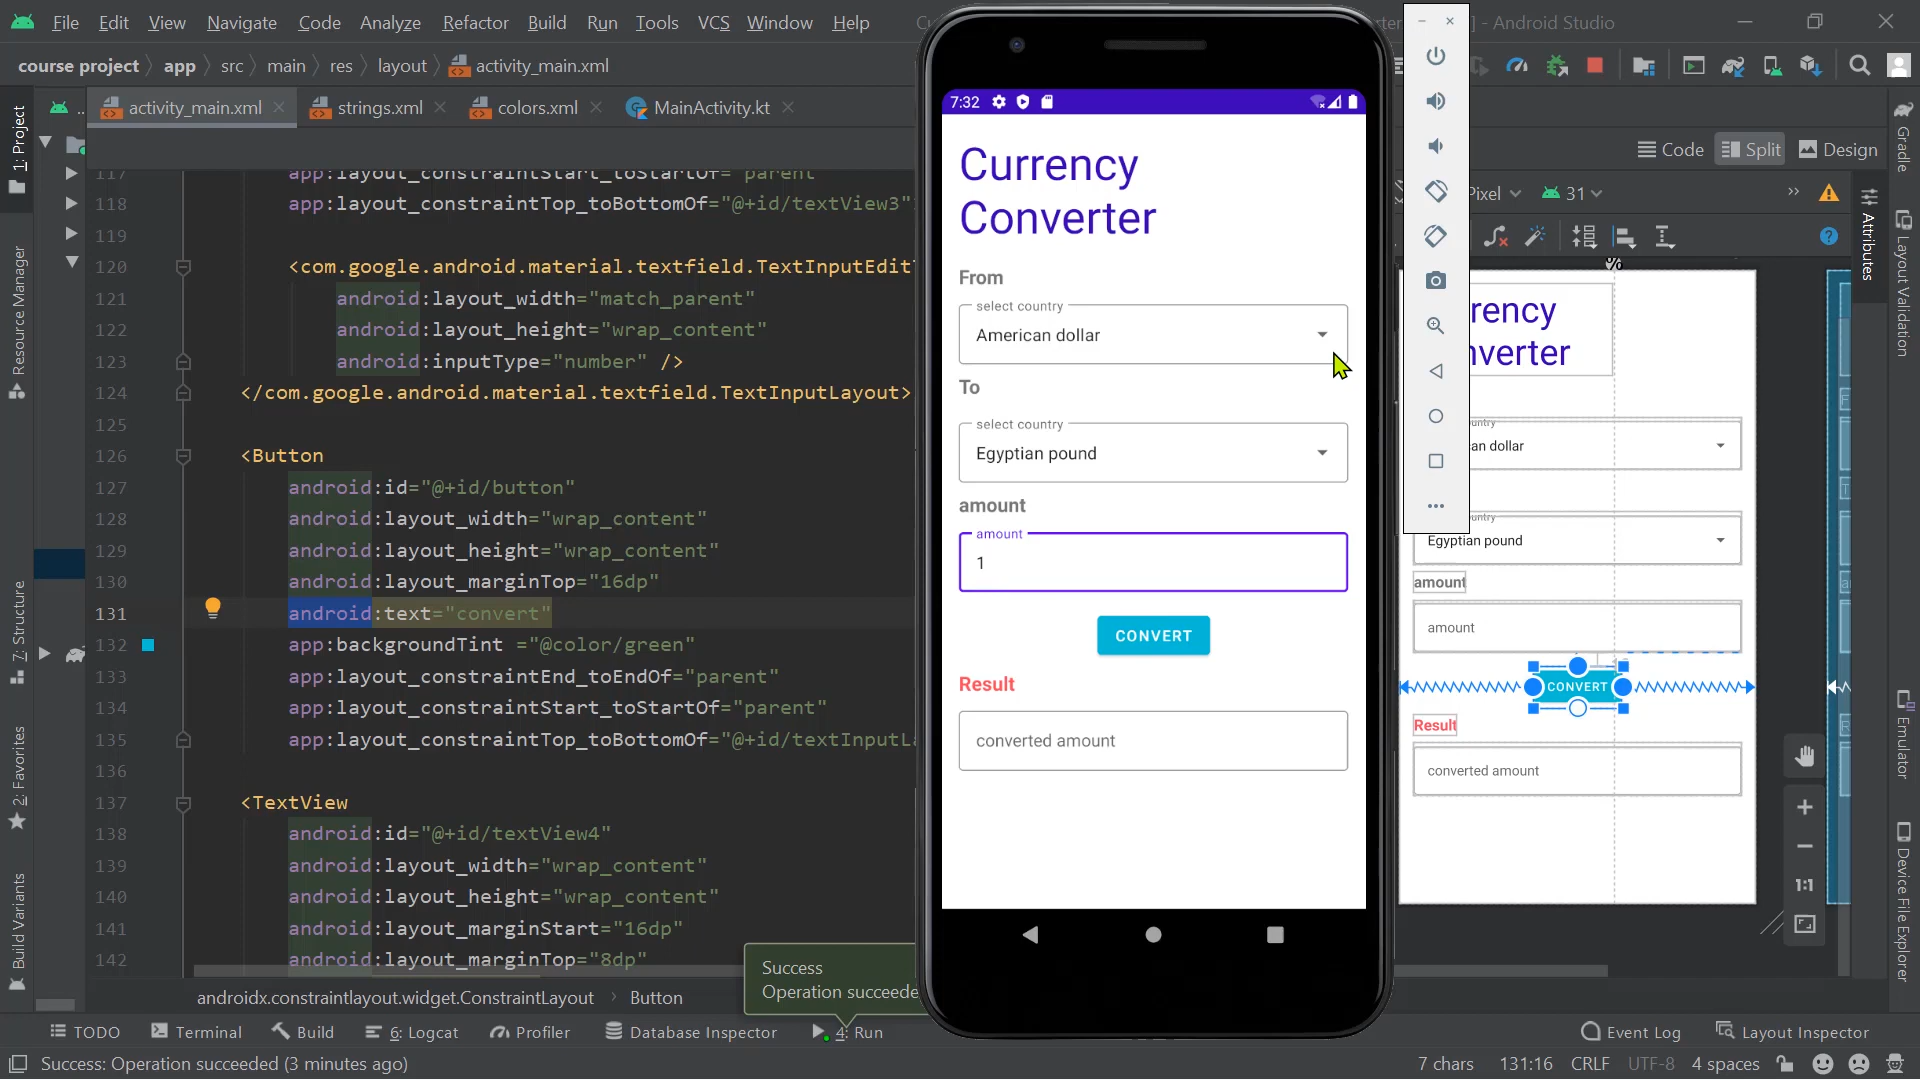 File Edit View Navigate Code Analyze Refactor Build Run Tools VCS Window Help
- Android Studio
course project app src main res layout activity_main.xml
activity_main.xml strings.xml colors.xml MainActivity.kt
Code Split Design
Pixel 31
117 app:layout_constraintStart_toStartOf="parent"
118 app:layout_constraintTop_toBottomOf="@+id/textView3"
119
120 <com.google.android.material.textfield.TextInputEdit
121 android:layout_width="match_parent"
122 android:layout_height="wrap_content"
123 android:inputType="number" />
124 </com.google.android.material.textfield.TextInputLayout>
125
126 <Button
127 android:id="@+id/button"
128 android:layout_width="wrap_content"
129 android:layout_height="wrap_content"
130 android:layout_marginTop="16dp"
131 android:text="convert"
132 app:backgroundTint ="@color/green"
133 app:layout_constraintEnd_toEndOf="parent"
134 app:layout_constraintStart_toStartOf="parent"
135 app:layout_constraintTop_toBottomOf="@+id/textInputLa
136
137 <TextView
138 android:id="@+id/textView4"
139 android:layout_width="wrap_content"
140 android:layout_height="wrap_content"
141 android:layout_marginStart="16dp"
142 android:layout_marginTop="8dp"
androidx.constraintlayout.widget.ConstraintLayout Button
Success
Operation succeede
7:32
Currency
Converter
From
select country
American dollar
To
select country
Egyptian pound
amount
amount
1
CONVERT
Result
converted amount
rency
nverter
untry
an dollar
untry
Egyptian pound
amount
amount
CONVERT
Result
converted amount
1:1
1: Project
Resource Manager
7: Structure
2: Favorites
Build Variants
Gradle
Attributes
Layout Validation
Emulator
Device File Explorer
TODO Terminal Build 6: Logcat Profiler Database Inspector 4: Run Event Log Layout Inspector
Success: Operation succeeded (3 minutes ago) 7 chars 131:16 CRLF UTF-8 4 spaces